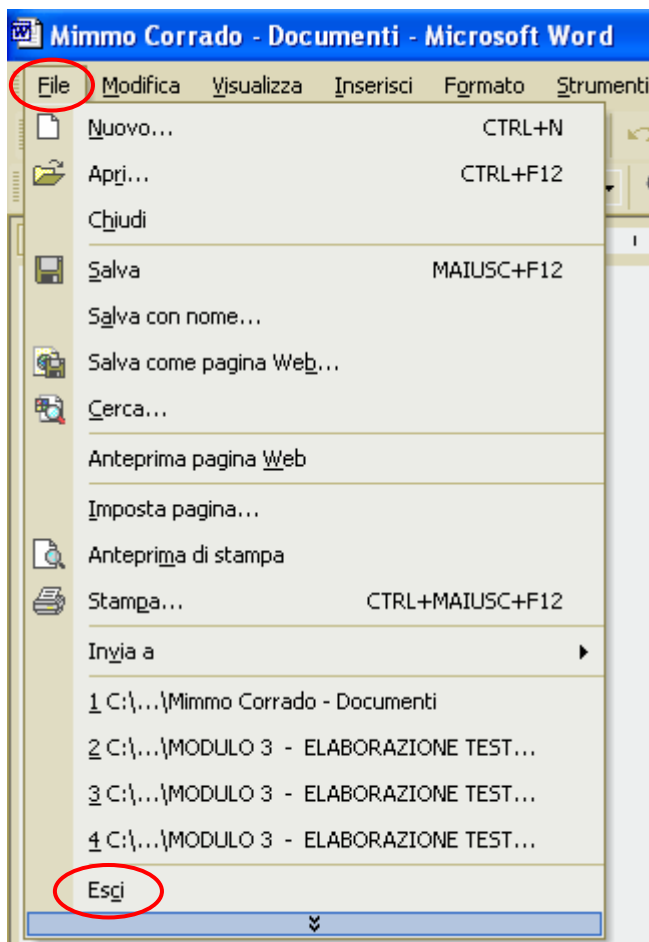 Mimmo Corrado - Documenti - Microsoft Word
File Modifica Visualizza Inserisci Formato Strumenti
Nuovo... CTRL+N
Apri... CTRL+F12
Chiudi
Salva MAIUSC+F12
Salva con nome...
Salva come pagina Web...
Cerca...
Anteprima pagina Web
Imposta pagina...
Anteprima di stampa
Stampa... CTRL+MAIUSC+F12
Invia a
1 C:\...\Mimmo Corrado - Documenti
2 C:\...\MODULO 3 - ELABORAZIONE TEST...
3 C:\...\MODULO 3 - ELABORAZIONE TEST...
4 C:\...\MODULO 3 - ELABORAZIONE TEST...
Esci